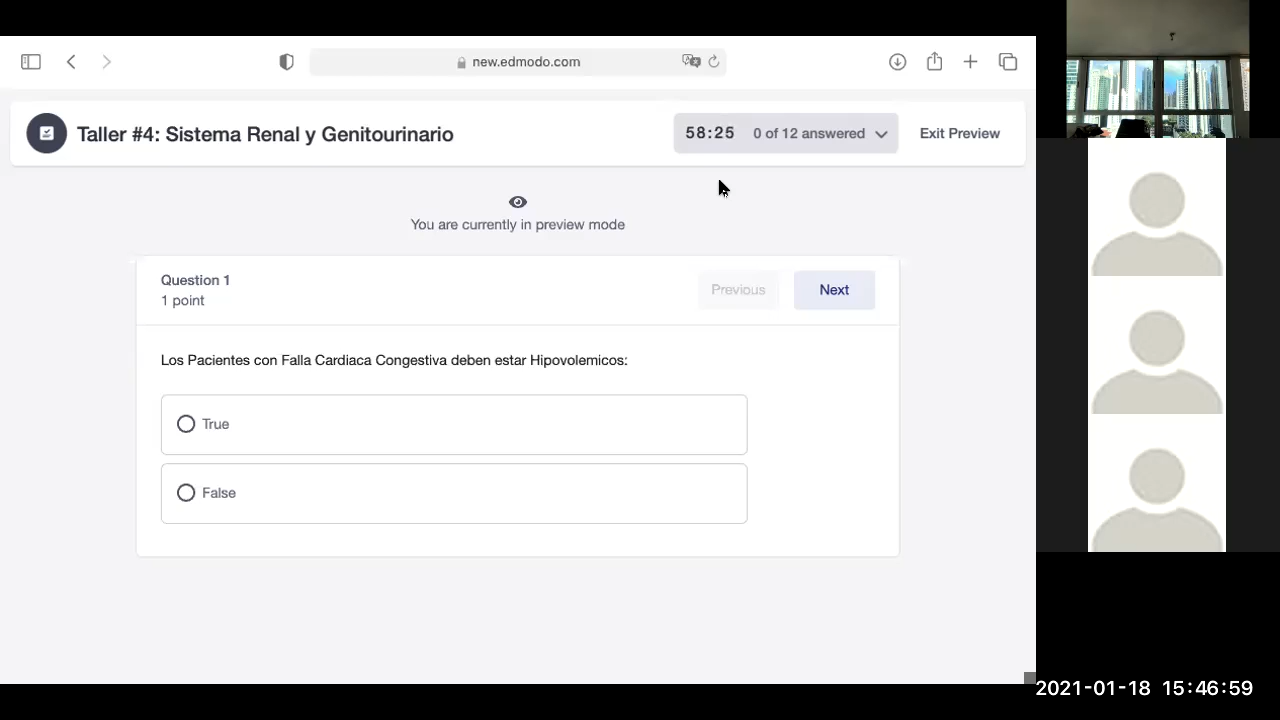 new.edmodo.com
Taller #4: Sistema Renal y Genitourinario
58:25 0 of 12 answered
Exit Preview
You are currently in preview mode
Question 1
1 point
Previous
Next
Los Pacientes con Falla Cardiaca Congestiva deben estar Hipovolemicos:
True
False
2021-01-18 15:46:59